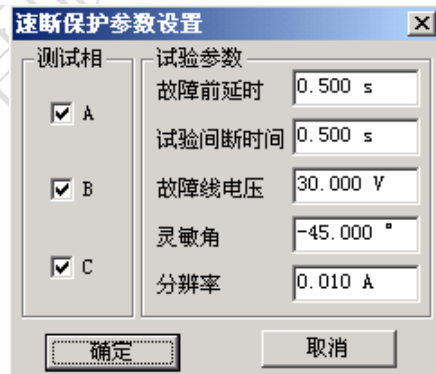 速断保护参数设置
测试相
A
B
C
试验参数
故障前延时 0.500 s
试验间断时间 0.500 s
故障线电压 30.000 V
灵敏角 -45.000 °
分辨率 0.010 A
确定
取消